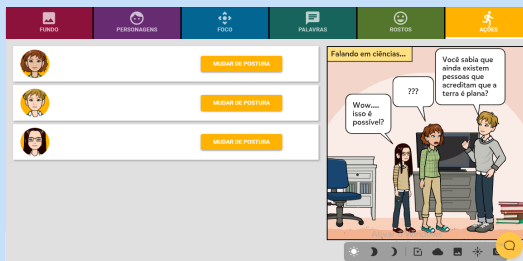 FUNDO
PERSONAGENS
FOCO
PALAVRAS
ROSTOS
AÇÕES
MUDAR DE POSTURA
MUDAR DE POSTURA
MUDAR DE POSTURA
Falando em ciências...
Você sabia que
ainda existem
pessoas que
acreditam que a
terra é plana?
???
Wow....
isso é
possível?